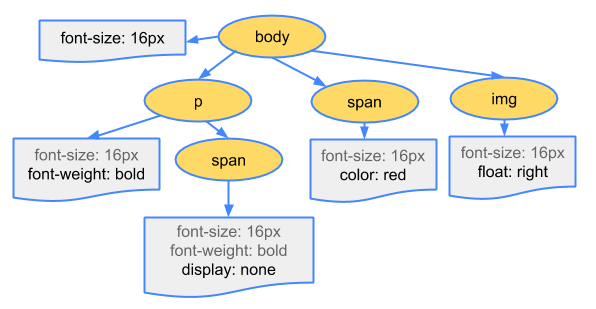 font-size: 16px
body
p
span
img
font-size: 16px
font-weight: bold
span
font-size: 16px
color: red
font-size: 16px
float: right
font-size: 16px
font-weight: bold
display: none